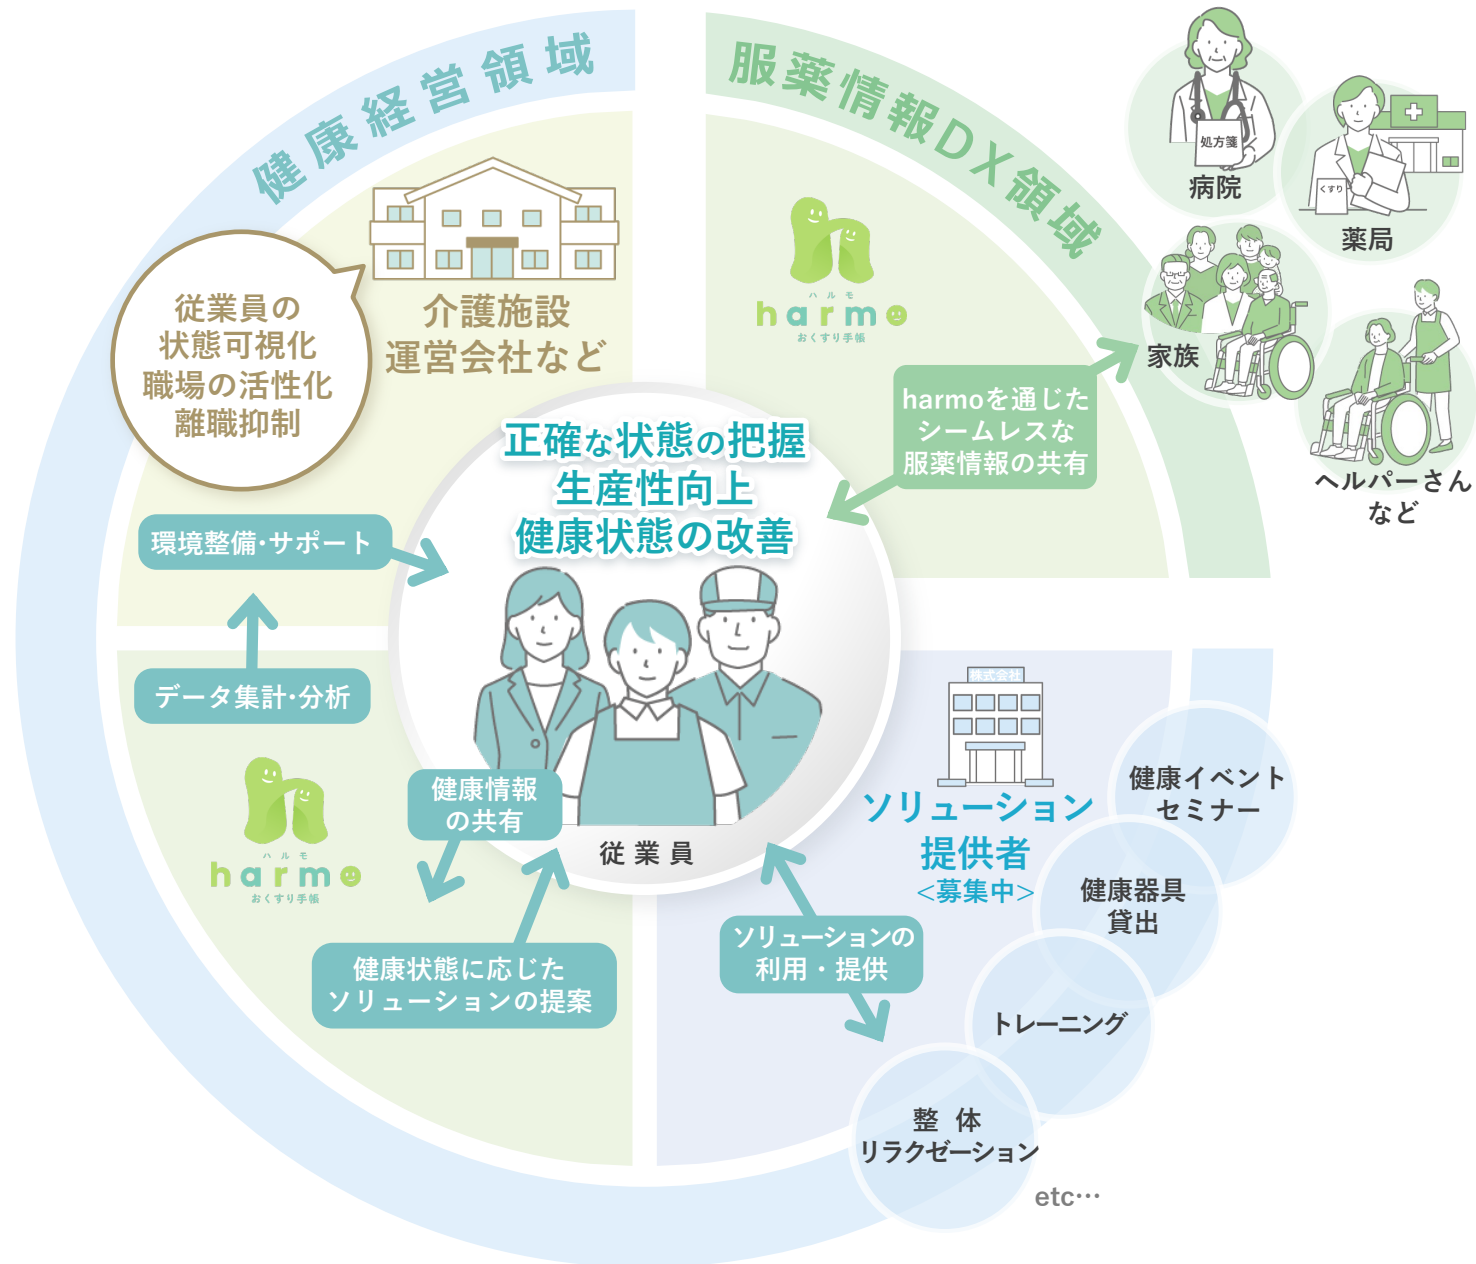 健康経営領域
服薬情報DX領域
処方箋
病院
くすり
薬局
家族
ヘルパーさん
など
介護施設
運営会社など
従業員の
状態可視化
職場の活性化
離職抑制
ハルモ
harmo
おくすり手帳
harmoを通じた
シームレスな
服薬情報の共有
正確な状態の把握
生産性向上
健康状態の改善
環境整備・サポート
データ集計・分析
ハルモ
harmo
おくすり手帳
健康情報
の共有
従業員
健康状態に応じた
ソリューションの提案
株式会社
ソリューション
提供者
<募集中>
ソリューションの
利用・提供
健康イベント
セミナー
健康器具
貸出
トレーニング
整体
リラクゼーション
etc…